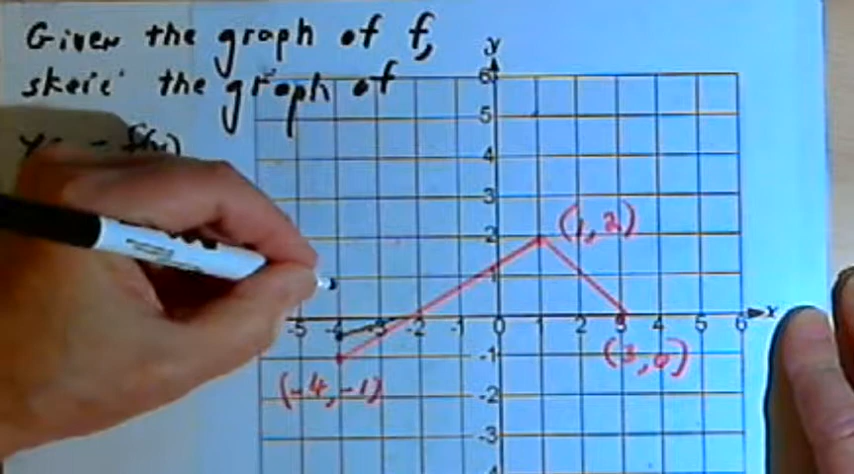 Given the graph of f,
the graph of
y = - f(x)
y
6
5
4
3
2
1
(1, 2)
-5 -4 -3 -2 -1 0 1 2 3 4 5 6 x
-1
(3, 0)
(-4, -1)
-2
-3
-4